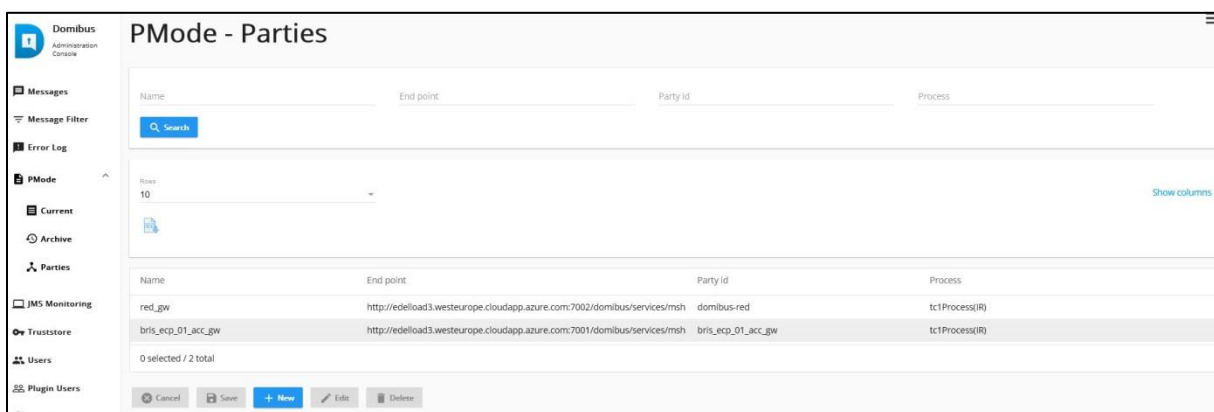 Domibus
Administration
Console
PMode - Parties
Messages
Message Filter
Error Log
PMode
Current
Archive
Parties
JMS Monitoring
Truststore
Users
Plugin Users
Name End point Party id Process
Search
Rows
10
Show columns
Name End point Party id Process
red_gw http://edelload3.westeurope.cloudapp.azure.com:7002/domibus/services/msh domibus-red tc1Process(IR)
bris_ecp_01_acc_gw http://edelload3.westeurope.cloudapp.azure.com:7001/domibus/services/msh bris_ecp_01_acc_gw tc1Process(IR)
0 selected / 2 total
Cancel Save + New Edit Delete